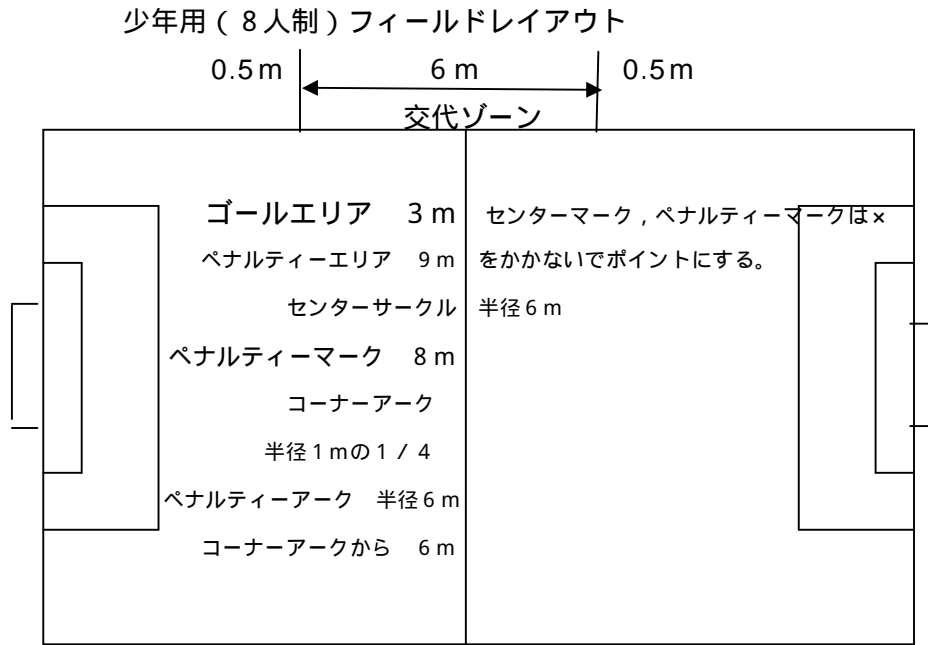 少年用(8人制)フィールドレイアウト
0.5m 6m 0.5m
交代ゾーン
ゴールエリア 3m
ペナルティーエリア 9m
センターサークル 半径6m
ペナルティーマーク 8m
コーナーアーク
半径1mの1/4
ペナルティーアーク 半径6m
コーナーアークから 6m
センターマーク,ペナルティーマークは×
をかかないでポイントにする。